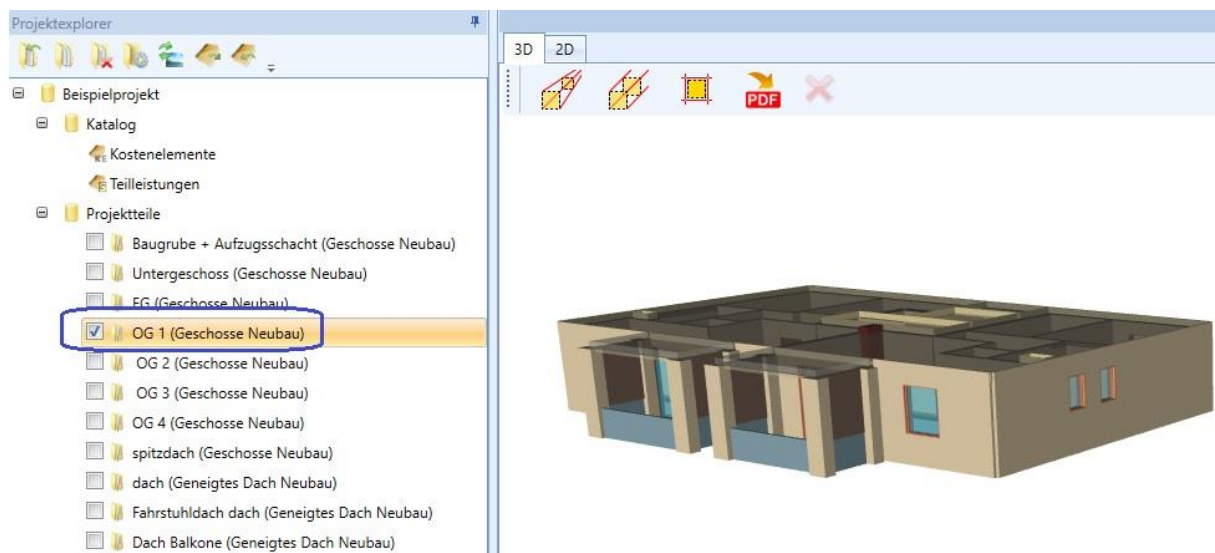 Projektexplorer
3D 2D
PDF
Beispielprojekt
Katalog
Kostenelemente
Teilleistungen
Projektteile
Baugrube + Aufzugsschacht (Geschosse Neubau)
Untergeschoss (Geschosse Neubau)
EG (Geschosse Neubau)
OG 1 (Geschosse Neubau)
OG 2 (Geschosse Neubau)
OG 3 (Geschosse Neubau)
OG 4 (Geschosse Neubau)
spitzdach (Geschosse Neubau)
dach (Geneigtes Dach Neubau)
Fahrstuhldach dach (Geneigtes Dach Neubau)
Dach Balkone (Geneigtes Dach Neubau)